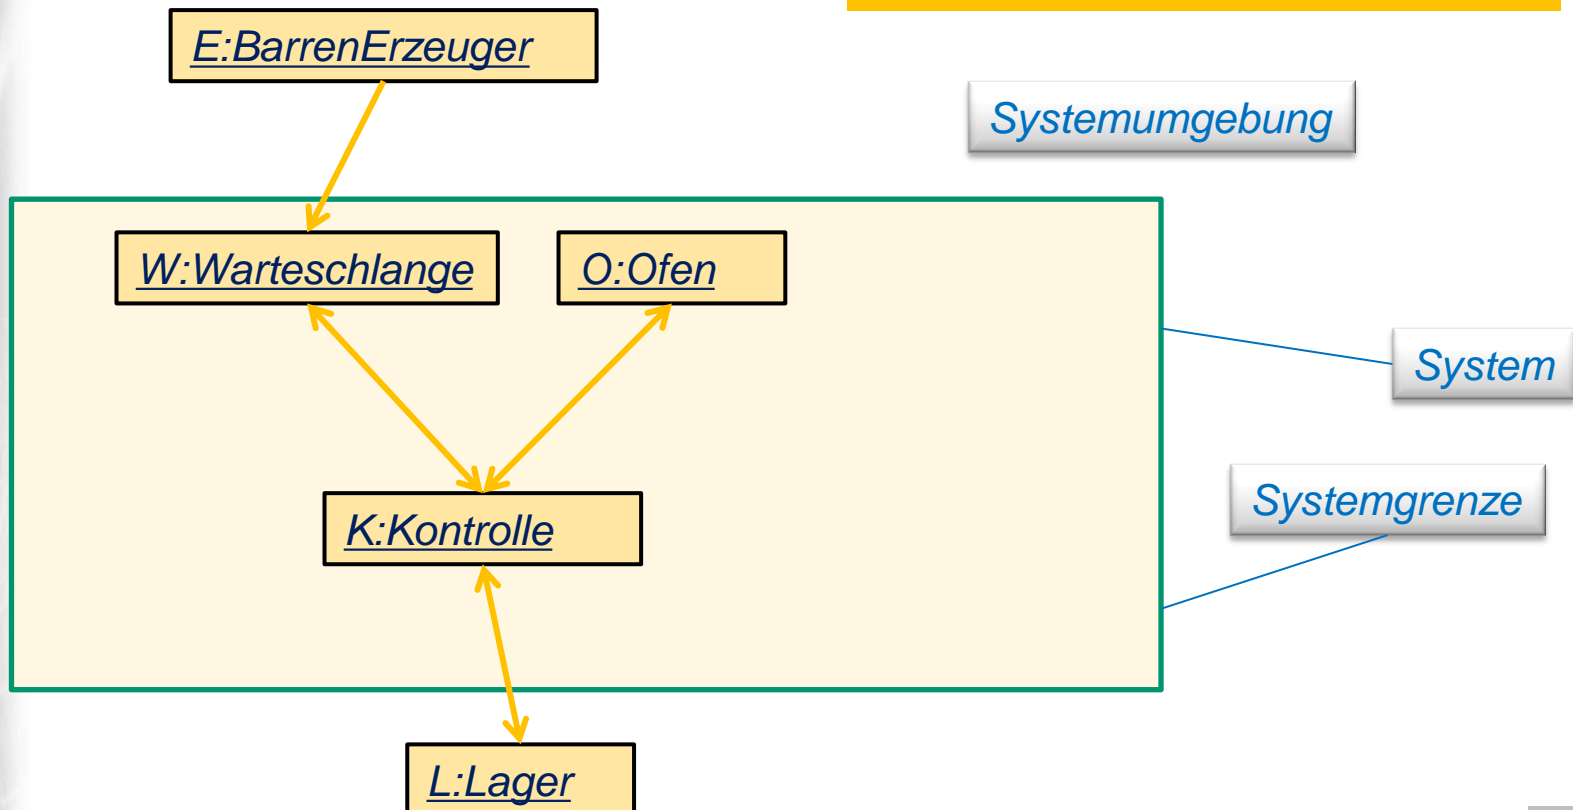 E:BarrenErzeuger
Systemumgebung
W:Warteschlange
O:Ofen
System
Systemgrenze
K:Kontrolle
L:Lager